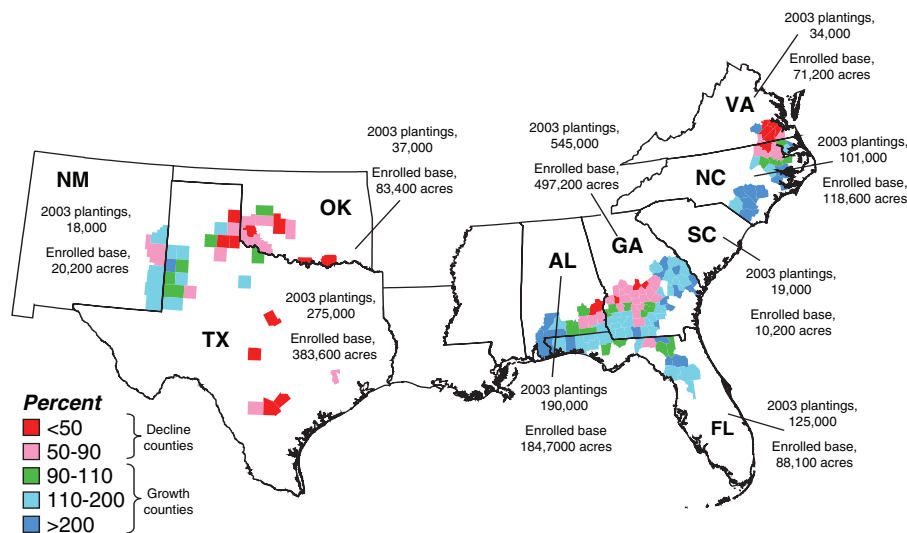 2003 plantings,
34,000
Enrolled base,
71,200 acres
VA
2003 plantings,
545,000
Enrolled base,
497,200 acres
2003 plantings,
101,000
Enrolled base,
118,600 acres
NC
2003 plantings,
37,000
Enrolled base,
83,400 acres
NM
2003 plantings,
18,000
Enrolled base,
20,200 acres
OK
GA
SC
AL
2003 plantings,
19,000
Enrolled base,
10,200 acres
TX
2003 plantings,
275,000
Enrolled base,
383,600 acres
2003 plantings
190,000
Enrolled base
184,7000 acres
FL
2003 plantings,
125,000
Enrolled base,
88,100 acres
Percent
<50
50-90
Decline
counties
90-110
110-200
>200
Growth
counties